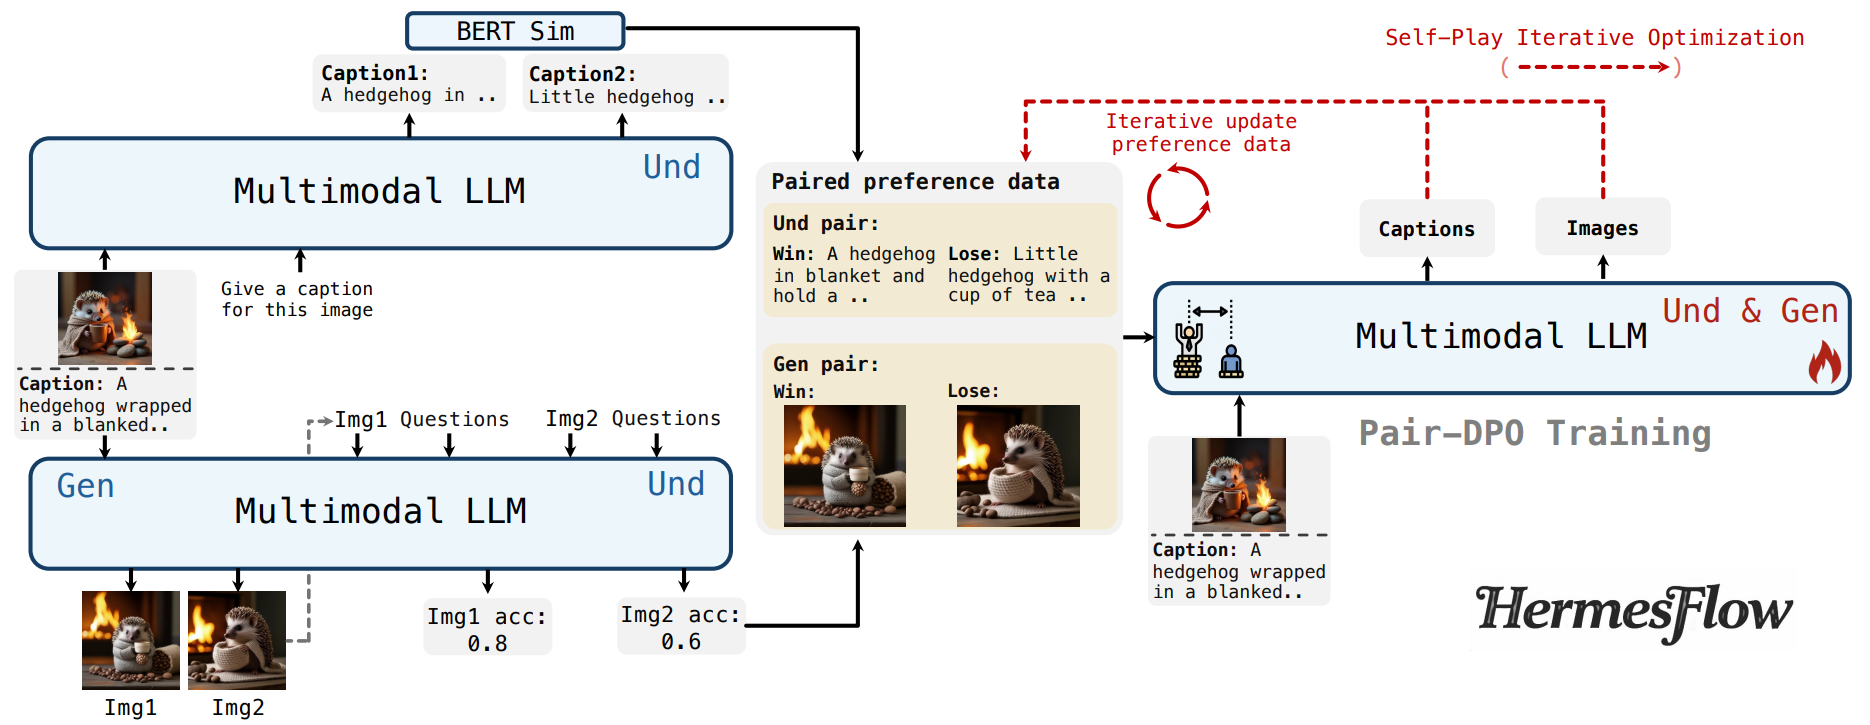 BERT Sim
Caption1:
A hedgehog in ..
Caption2:
Little hedgehog ..
Und
Multimodal LLM
Give a caption
for this image
Caption: A
hedgehog wrapped
in a blanked..
Img1 Questions
Img2 Questions
Gen
Und
Multimodal LLM
Img1
Img2
Img1 acc:
0.8
Img2 acc:
0.6
Paired preference data
Und pair:
Win: A hedgehog
in blanket and
hold a ..
Lose: Little
hedgehog with a
cup of tea ..
Gen pair:
Win:
Lose:
Self-Play Iterative Optimization
( )
Iterative update
preference data
Captions
Images
Und & Gen
Multimodal LLM
Pair-DPO Training
Caption: A
hedgehog wrapped
in a blanked..
HermesFlow